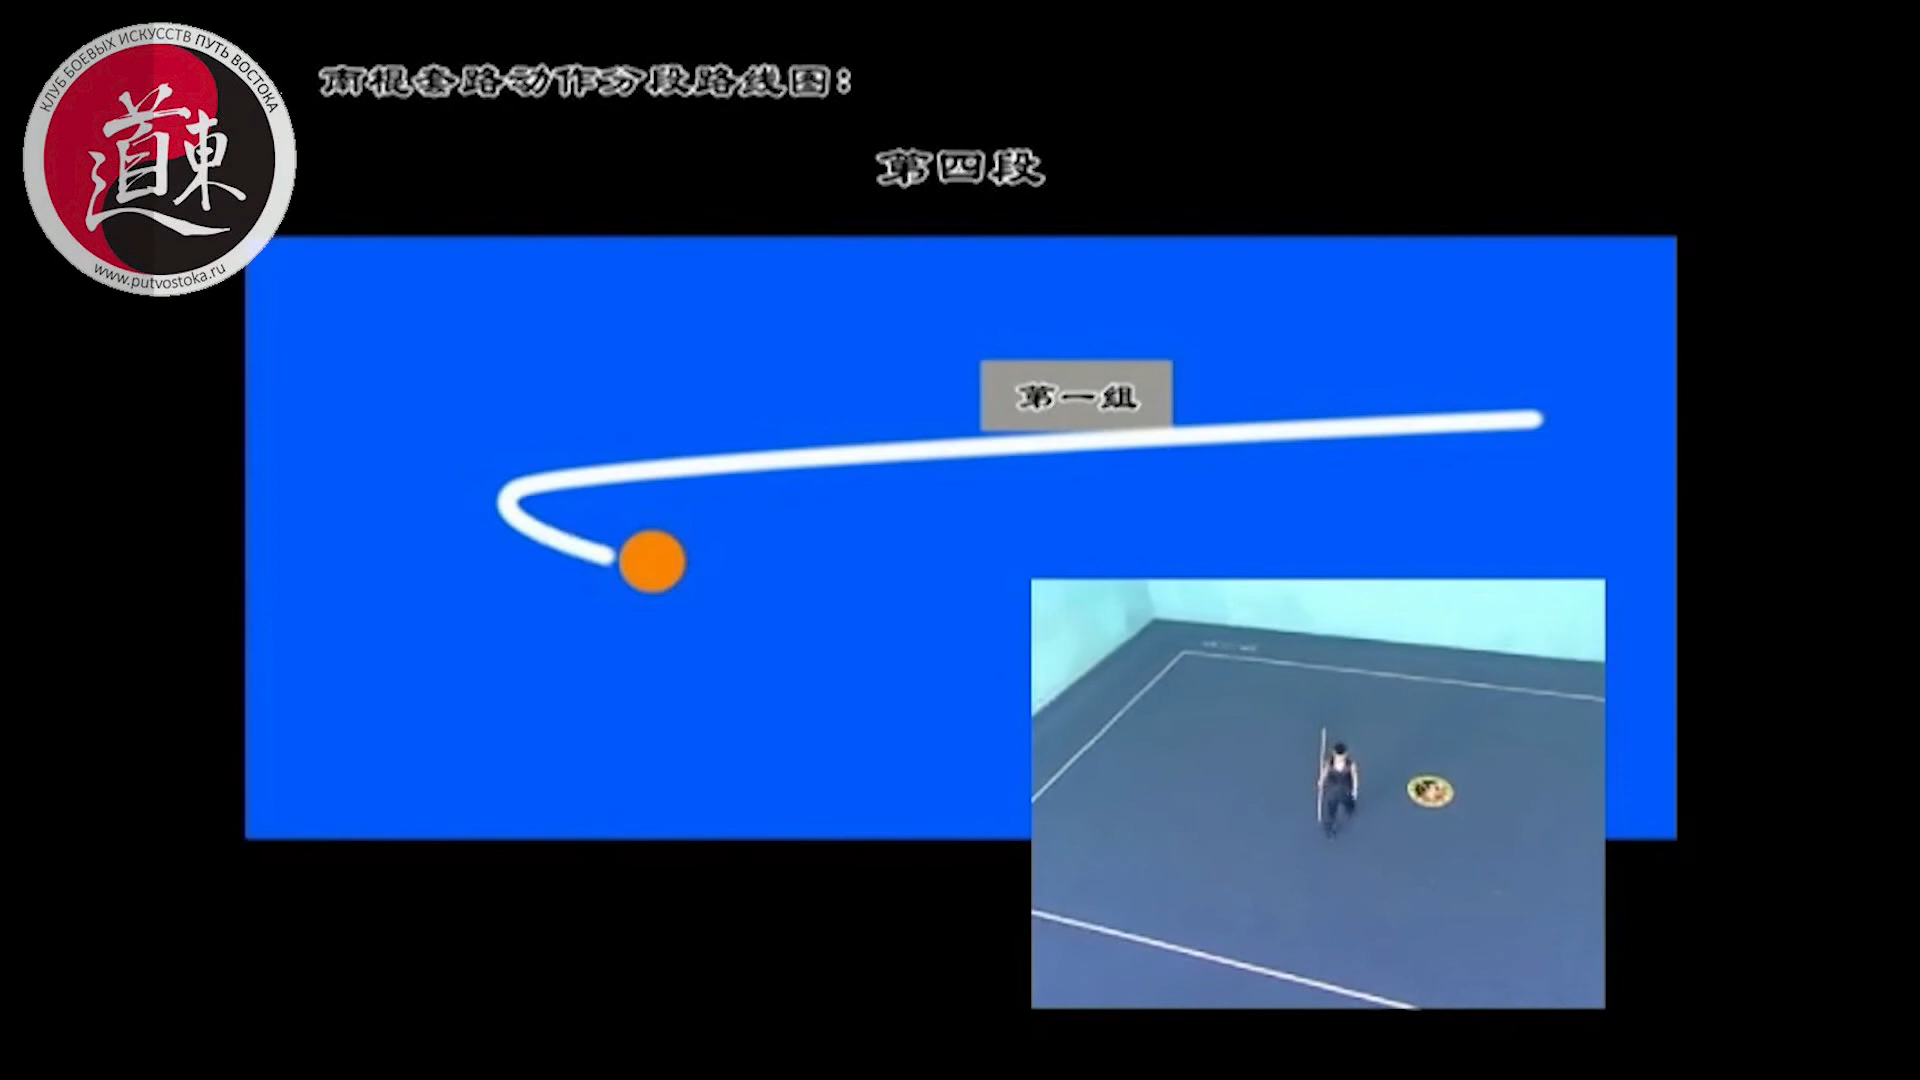 КЛУБ БОЕВЫХ ИСКУССТВ ПУТЬ ВОСТОКА
道東
www.putvostoka.ru
南棍套路动作分段路线图：
第四段
第一组